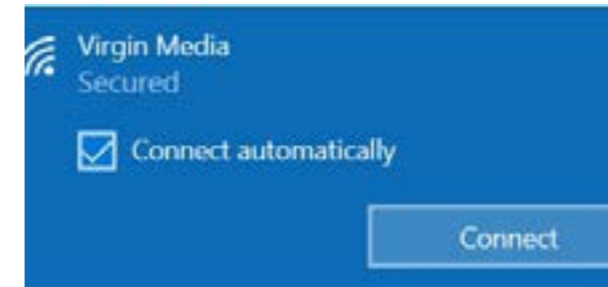 Virgin Media
Secured
Connect automatically
Connect